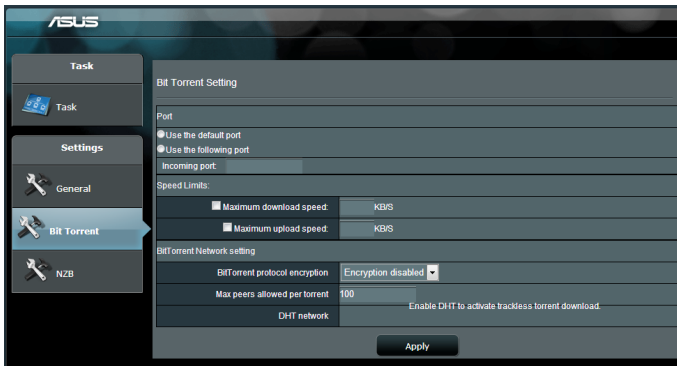 ASUS
Task
Task
Settings
General
Bit Torrent
NZB
Bit Torrent Setting
Port
Use the default port
Use the following port
Incoming port:
Speed Limits:
Maximum download speed: KB/S
Maximum upload speed: KB/S
BitTorrent Network setting
BitTorrent protocol encryption Encryption disabled
Max peers allowed per torrent 100
Enable DHT to activate trackless torrent download.
DHT network
Apply